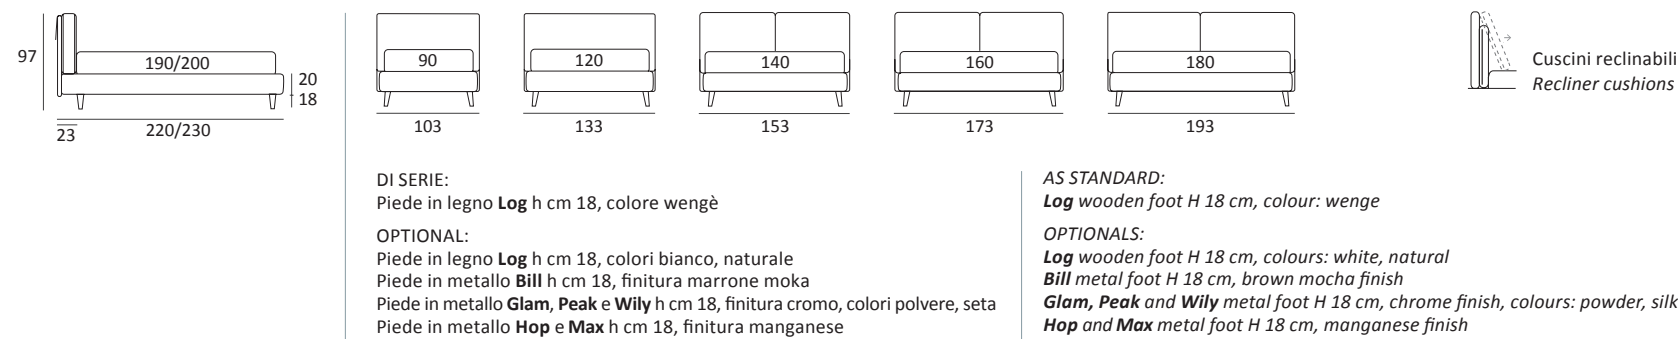 97
190/200
20
18
23
220/230
90
103
120
133
140
153
160
173
180
193
Cuscini reclinabili
Recliner cushions
DI SERIE:
Piede in legno Log h cm 18, colore wengè
OPTIONAL:
Piede in legno Log h cm 18, colori bianco, naturale
Piede in metallo Bill h cm 18, finitura marrone moka
Piede in metallo Glam, Peak e Wily h cm 18, finitura cromo, colori polvere, seta
Piede in metallo Hop e Max h cm 18, finitura manganese
AS STANDARD:
Log wooden foot H 18 cm, colour: wenge
OPTIONALS:
Log wooden foot H 18 cm, colours: white, natural
Bill metal foot H 18 cm, brown mocha finish
Glam, Peak and Wily metal foot H 18 cm, chrome finish, colours: powder, silk
Hop and Max metal foot H 18 cm, manganese finish